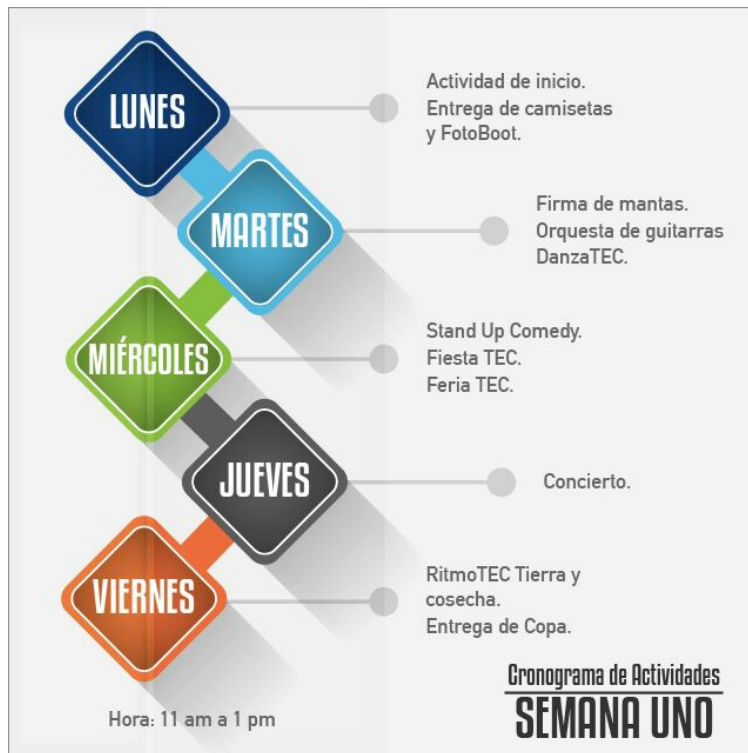 LUNES
Actividad de inicio.
Entrega de camisetas
y FotoBoot.
MARTES
Firma de mantas.
Orquesta de guitarras
DanzaTEC.
MIÉRCOLES
Stand Up Comedy.
Fiesta TEC.
Feria TEC.
JUEVES
Concierto.
VIERNES
RitmoTEC Tierra y
cosecha.
Entrega de Copa.
Hora: 11 am a 1 pm
Cronograma de Actividades
SEMANA UNO